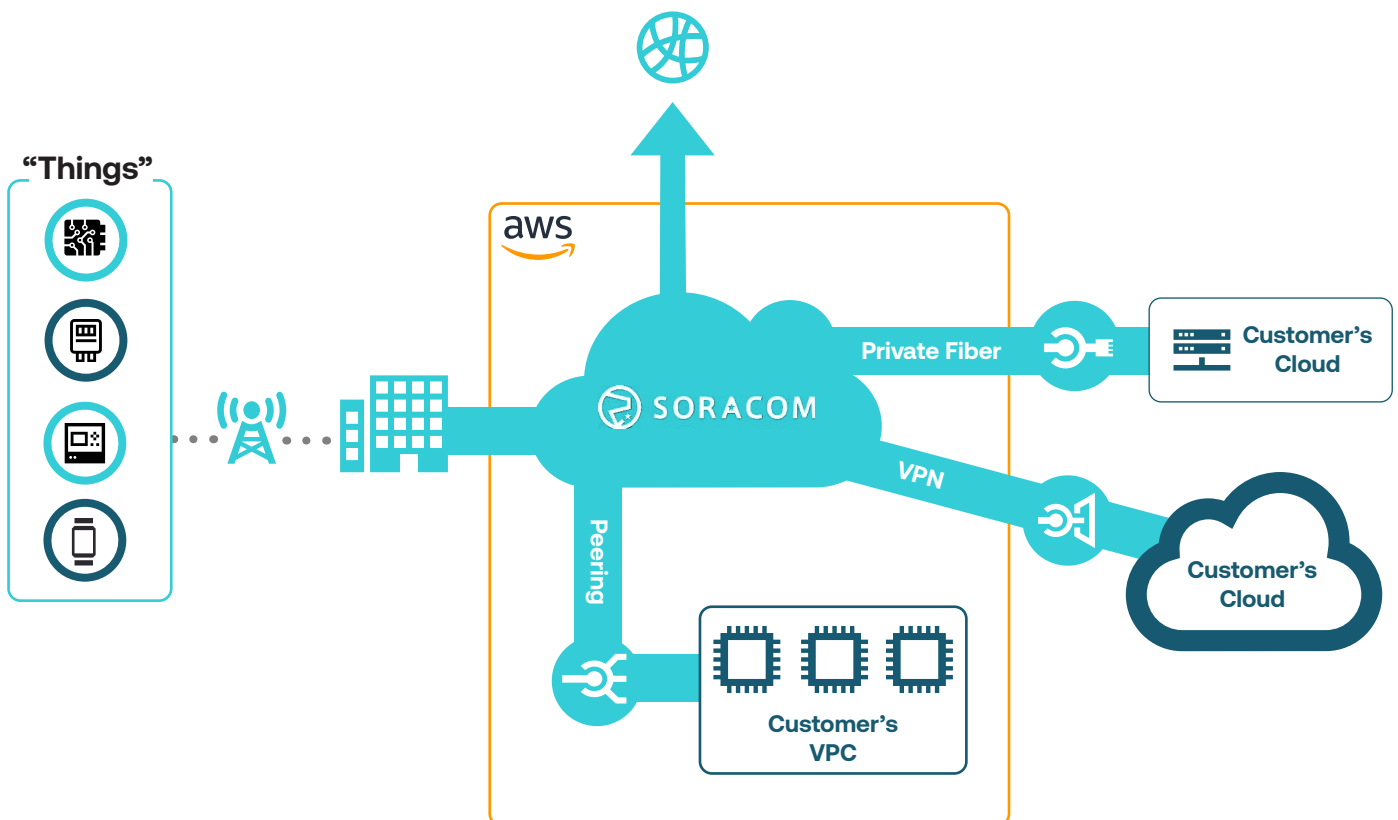 “Things”
aws
Private Fiber
Customer’s
Cloud
SORACOM
VPN
Peering
Customer’s
Cloud
Customer’s
VPC